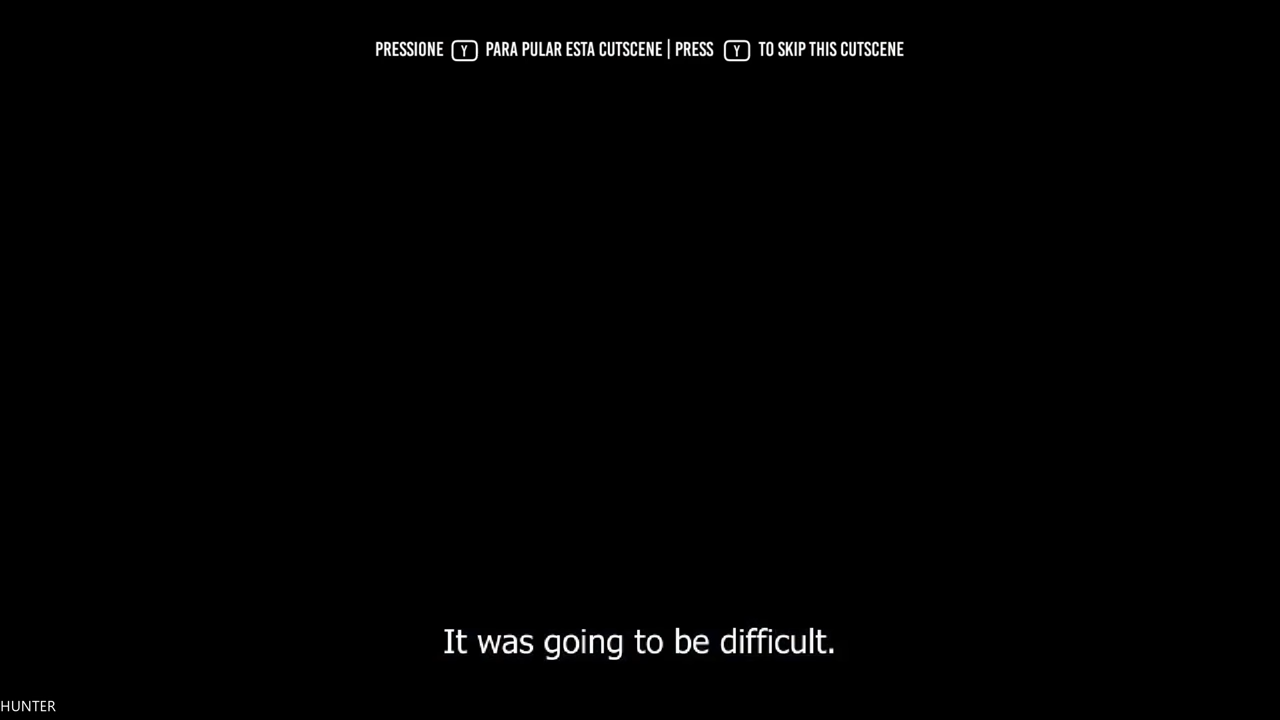 PRESSIONE Y PARA PULAR ESTA CUTSCENE | PRESS Y TO SKIP THIS CUTSCENE
It was going to be difficult.
HUNTER